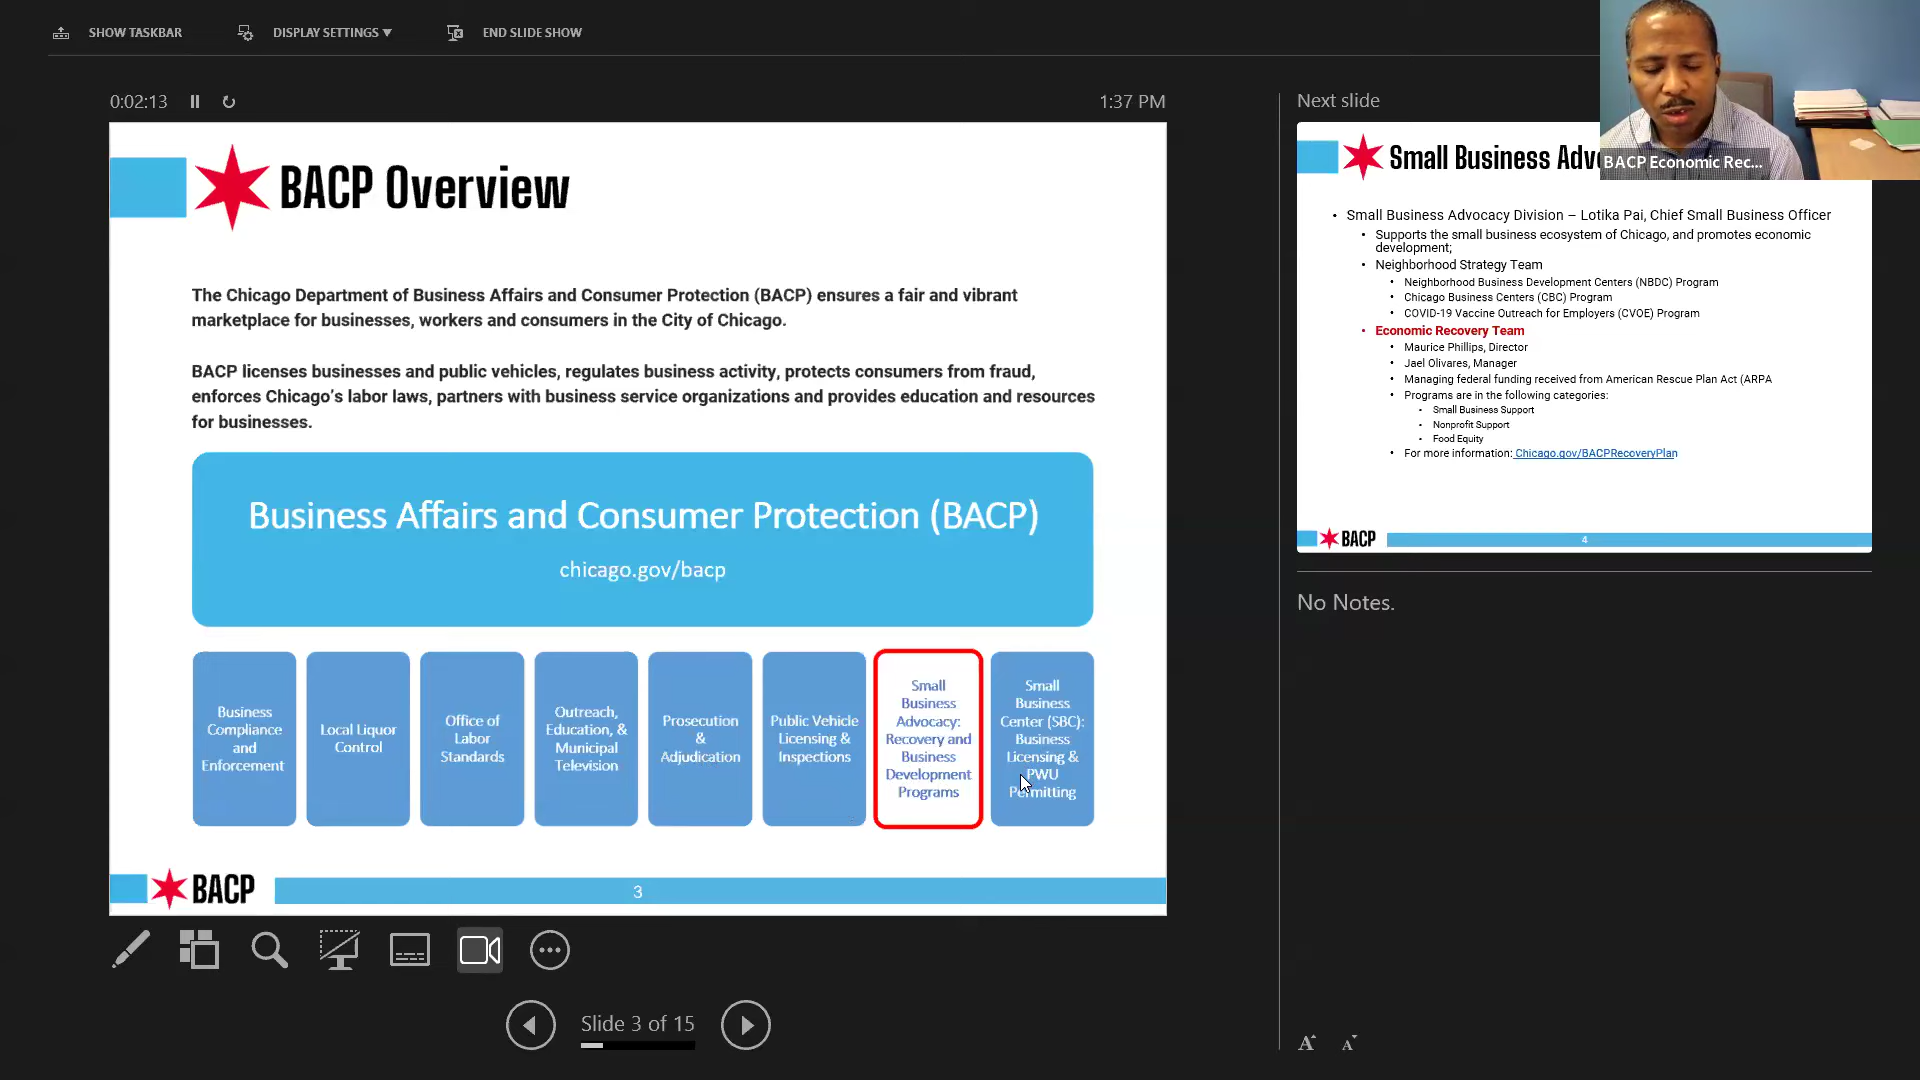 SHOW TASKBAR
DISPLAY SETTINGS
END SLIDE SHOW
0:02:13
1:37 PM
BACP Overview
The Chicago Department of Business Affairs and Consumer Protection (BACP) ensures a fair and vibrant
marketplace for businesses, workers and consumers in the City of Chicago.
BACP licenses businesses and public vehicles, regulates business activity, protects consumers from fraud,
enforces Chicago's labor laws, partners with business service organizations and provides education and resources
for businesses.
Business Affairs and Consumer Protection (BACP)
chicago.gov/bacp
Business
Compliance
and
Enforcement
Local Liquor
Control
Office of
Labor
Standards
Outreach,
Education, &
Municipal
Television
Prosecution
&
Adjudication
Public Vehicle
Licensing &
Inspections
Small
Business
Advocacy:
Recovery and
Business
Development
Programs
Small
Business
Center (SBC):
Business
Licensing &
PWU
Permitting
BACP
3
Slide 3 of 15
Next slide
BACP Economic Rec...
Small Business Adv
• Small Business Advocacy Division – Lotika Pai, Chief Small Business Officer
• Supports the small business ecosystem of Chicago, and promotes economic
development;
• Neighborhood Strategy Team
• Neighborhood Business Development Centers (NBDC) Program
• Chicago Business Centers (CBC) Program
• COVID-19 Vaccine Outreach for Employers (CVOE) Program
• Economic Recovery Team
• Maurice Phillips, Director
• Jael Olivares, Manager
• Managing federal funding received from American Rescue Plan Act (ARPA
• Programs are in the following categories:
• Small Business Support
• Nonprofit Support
• Food Equity
• For more information: Chicago.gov/BACPRecoveryPlan
BACP
4
No Notes.
A A